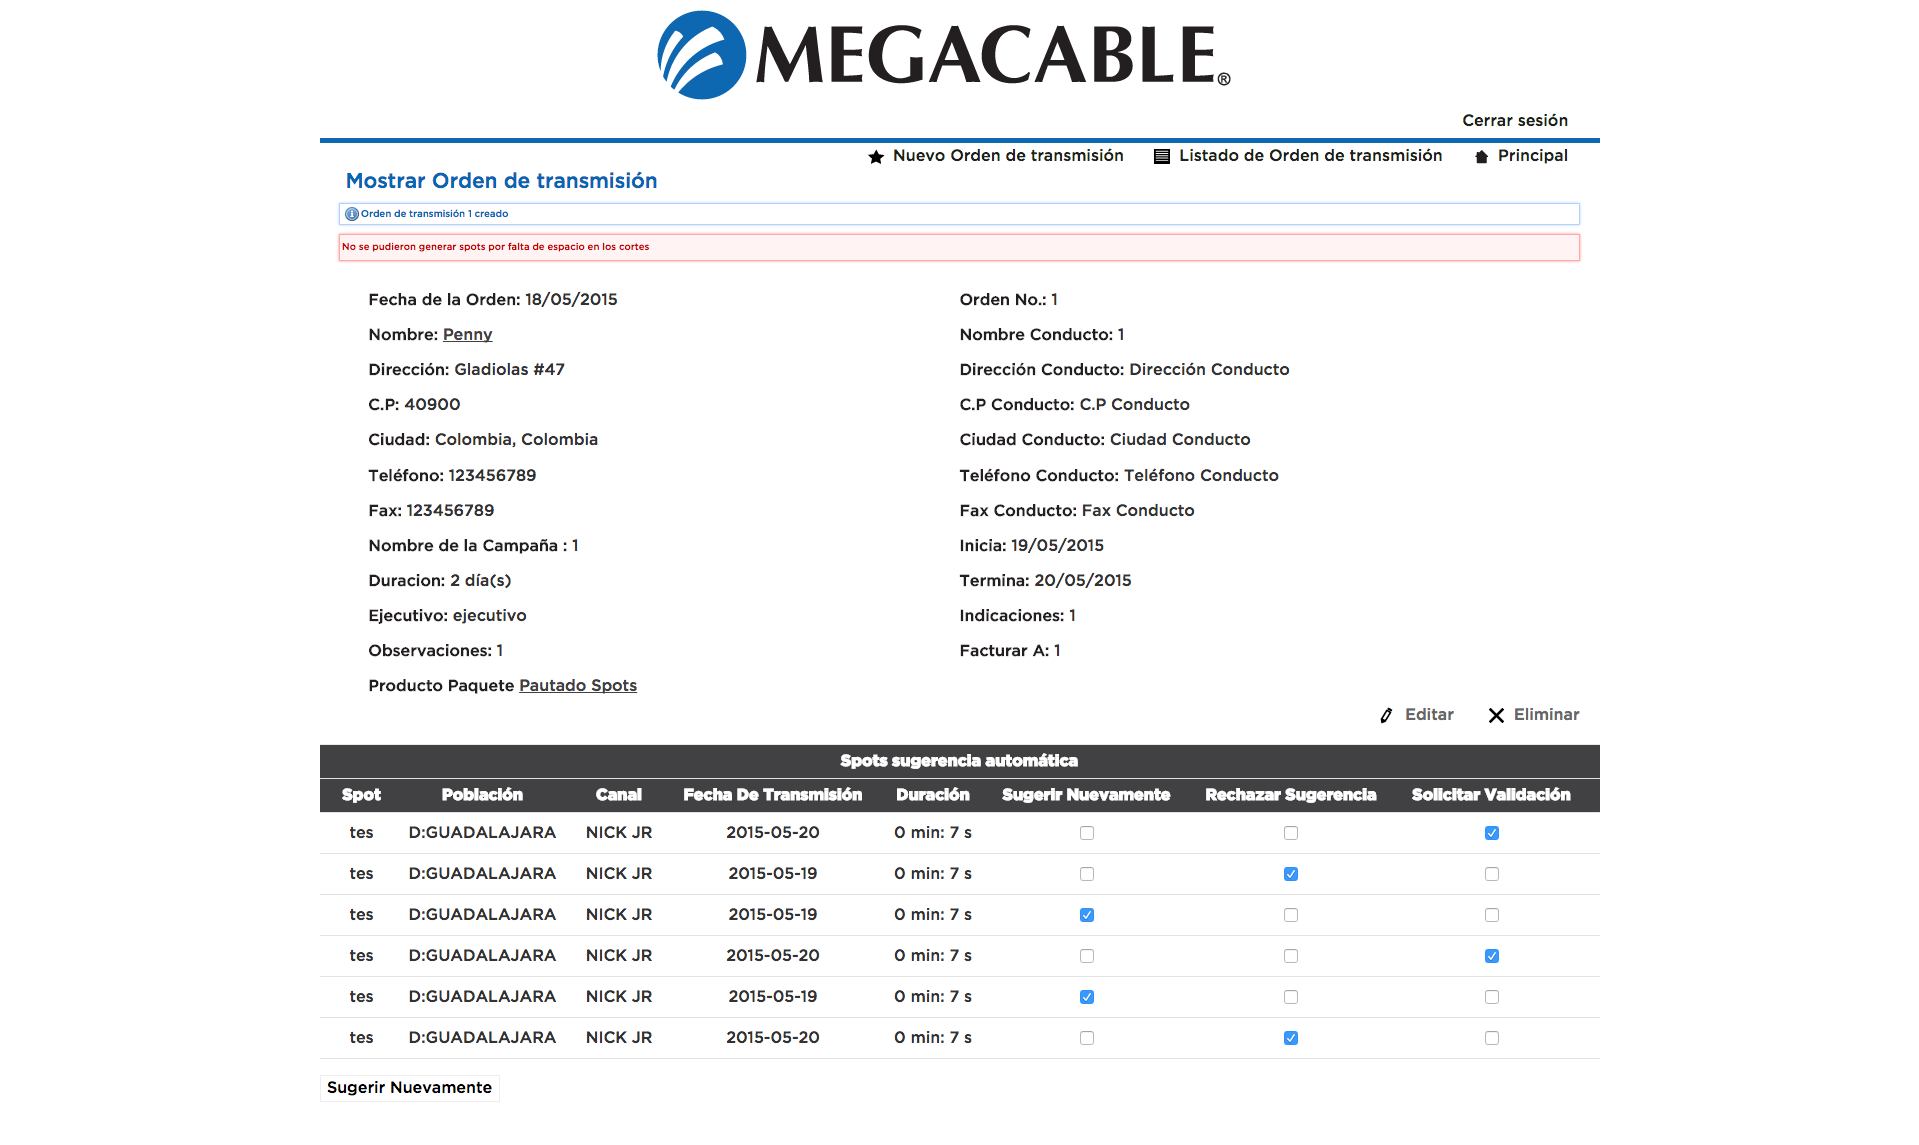 MEGACABLE®
Cerrar sesión
Nuevo Orden de transmisión Listado de Orden de transmisión Principal
Mostrar Orden de transmisión
Orden de transmisión 1 creado
No se pudieron generar spots por falta de espacio en los cortes
Fecha de la Orden: 18/05/2015 Orden No.: 1
Nombre: Penny Nombre Conducto: 1
Dirección: Gladiolas #47 Dirección Conducto: Dirección Conducto
C.P: 40900 C.P Conducto: C.P Conducto
Ciudad: Colombia, Colombia Ciudad Conducto: Ciudad Conducto
Teléfono: 123456789 Teléfono Conducto: Teléfono Conducto
Fax: 123456789 Fax Conducto: Fax Conducto
Nombre de la Campaña : 1 Inicia: 19/05/2015
Duracion: 2 día(s) Termina: 20/05/2015
Ejecutivo: ejecutivo Indicaciones: 1
Observaciones: 1 Facturar A: 1
Producto Paquete Pautado Spots
Editar Eliminar
Spots sugerencia automática
Spot Población Canal Fecha De Transmisión Duración Sugerir Nuevamente Rechazar Sugerencia Solicitar Validación
tes D:GUADALAJARA NICK JR 2015-05-20 0 min: 7 s
tes D:GUADALAJARA NICK JR 2015-05-19 0 min: 7 s
tes D:GUADALAJARA NICK JR 2015-05-19 0 min: 7 s
tes D:GUADALAJARA NICK JR 2015-05-20 0 min: 7 s
tes D:GUADALAJARA NICK JR 2015-05-19 0 min: 7 s
tes D:GUADALAJARA NICK JR 2015-05-20 0 min: 7 s
Sugerir Nuevamente